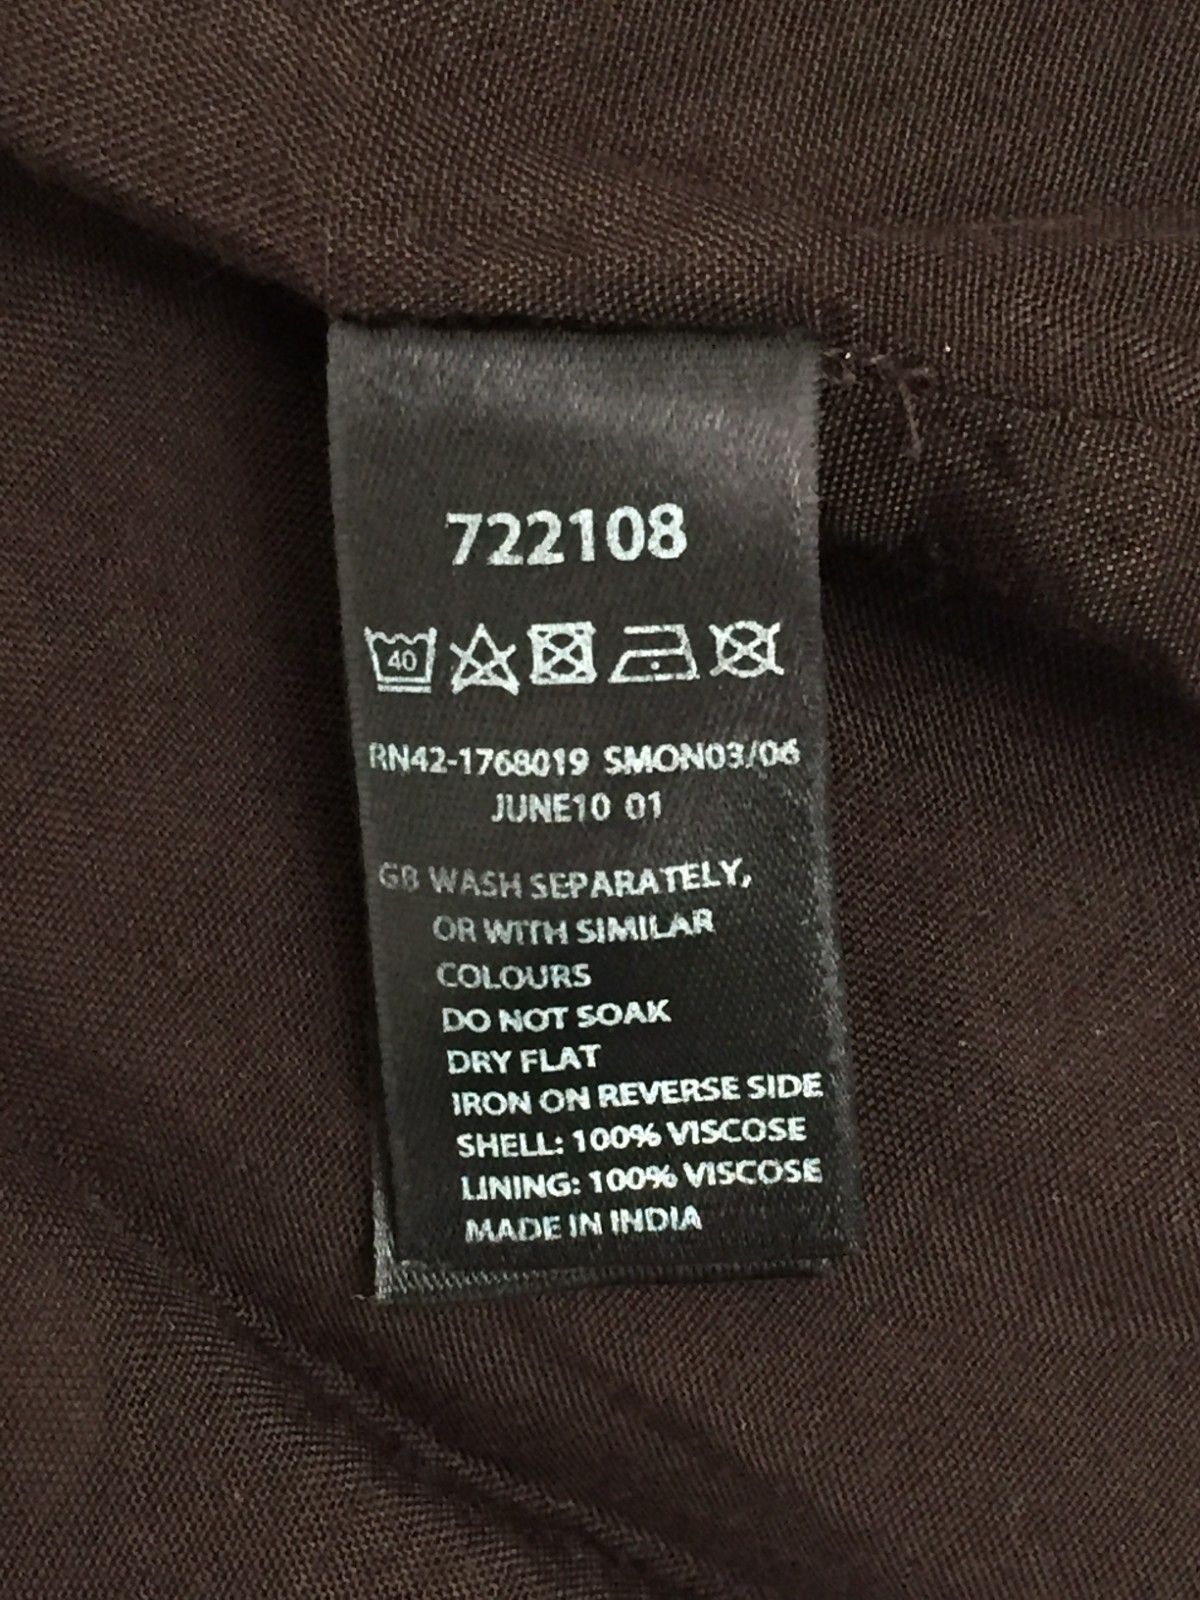 722108
40
RN42-1768019 SMON03/06
JUNE10 01
GB WASH SEPARATELY,
OR WITH SIMILAR
COLOURS
DO NOT SOAK
DRY FLAT
IRON ON REVERSE SIDE
SHELL: 100% VISCOSE
LINING: 100% VISCOSE
MADE IN INDIA